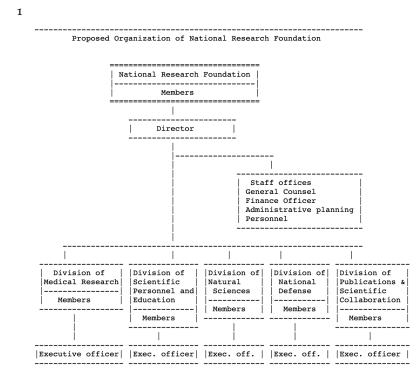 1
Proposed Organization of National Research Foundation
National Research Foundation
Members
Director
Staff offices
General Counsel
Finance Officer
Administrative planning
Personnel
Division of
Medical Research
Members
Division of
Scientific
Personnel and
Education
Members
Division of
Natural
Sciences
Members
Division of
National
Defense
Members
Division of
Publications &
Scientific
Collaboration
Members
Executive officer
Exec. officer
Exec. off.
Exec. off.
Exec. officer